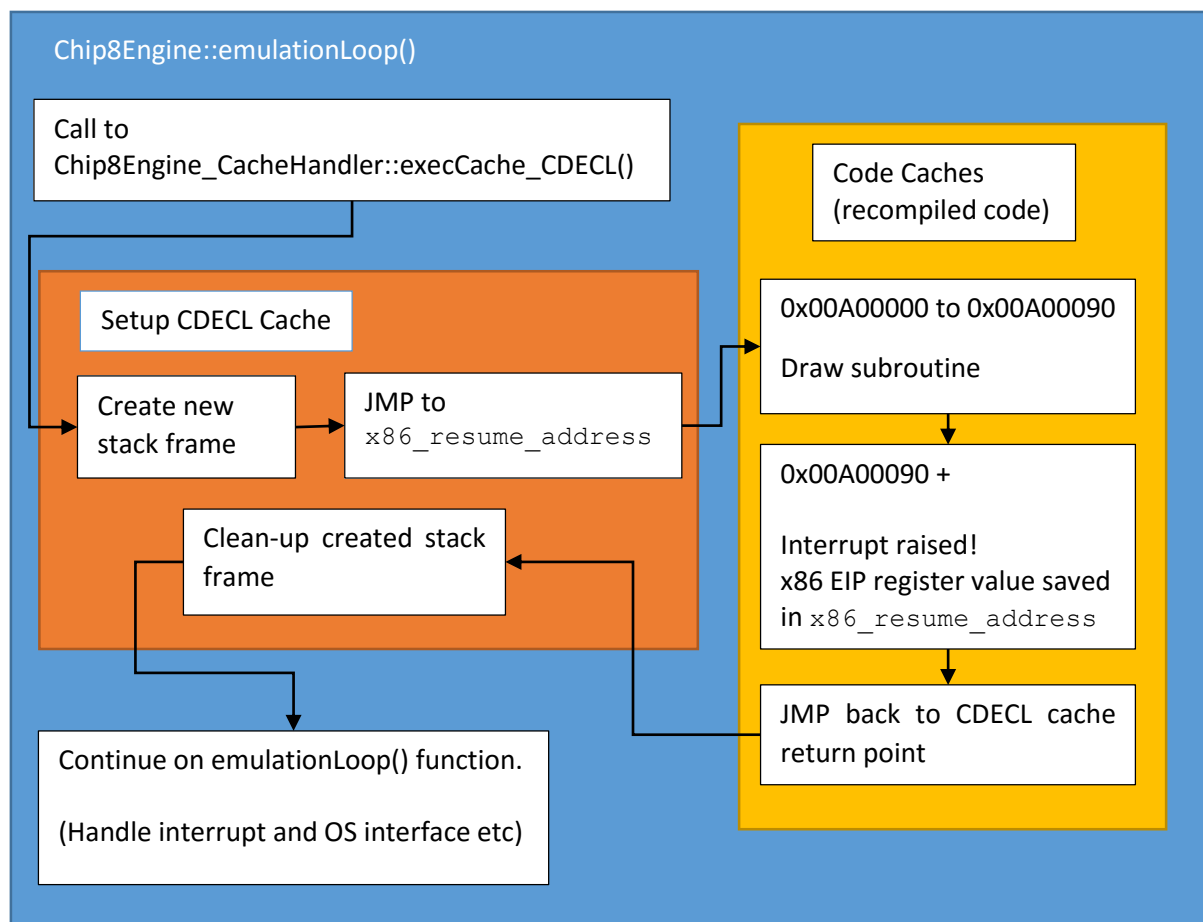 Chip8Engine::emulationLoop()
Call to
Chip8Engine_CacheHandler::execCache_CDECL()
Code Caches
(recompiled code)
Setup CDECL Cache
Create new
stack frame
JMP to
x86_resume_address
0x00A00000 to 0x00A00090
Draw subroutine
0x00A00090 +
Interrupt raised!
x86 EIP register value saved
in x86_resume_address
JMP back to CDECL cache
return point
Clean-up created stack
frame
Continue on emulationLoop() function.
(Handle interrupt and OS interface etc)